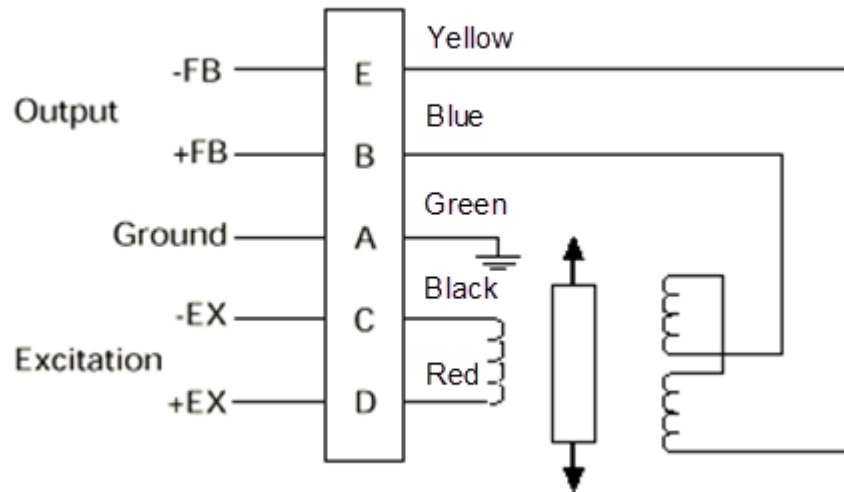 Yellow
-FB E
Output
Blue
+FB B
Green
Ground A
Black
-EX C
Excitation
Red
+EX D